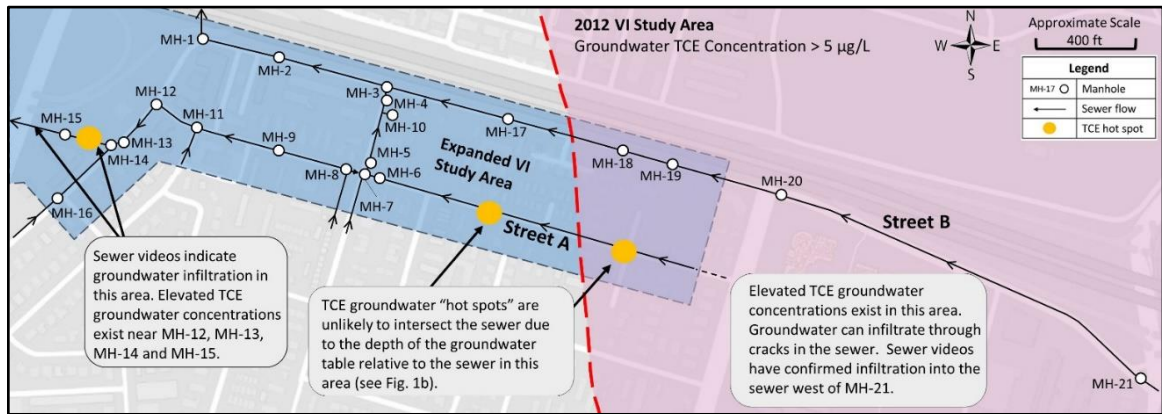 2012 VI Study Area
Groundwater TCE Concentration > 5 µg/L
N
W E
S
Approximate Scale
400 ft
Legend
MH-17 Manhole
Sewer flow
TCE hot spot
MH-1
MH-2
MH-3
MH-4
MH-10
MH-17
MH-12
MH-11
MH-15
MH-13
MH-14
MH-9
MH-5
MH-8
MH-6
MH-7
MH-16
MH-18
MH-19
MH-20
MH-21
Expanded VI
Study Area
Street A
Street B
Sewer videos indicate
groundwater infiltration in
this area. Elevated TCE
groundwater concentrations
exist near MH-12, MH-13,
MH-14 and MH-15.
TCE groundwater “hot spots” are
unlikely to intersect the sewer due
to the depth of the groundwater
table relative to the sewer in this
area (see Fig. 1b).
Elevated TCE groundwater
concentrations exist in this area.
Groundwater can infiltrate through
cracks in the sewer. Sewer videos
have confirmed infiltration into the
sewer west of MH-21.